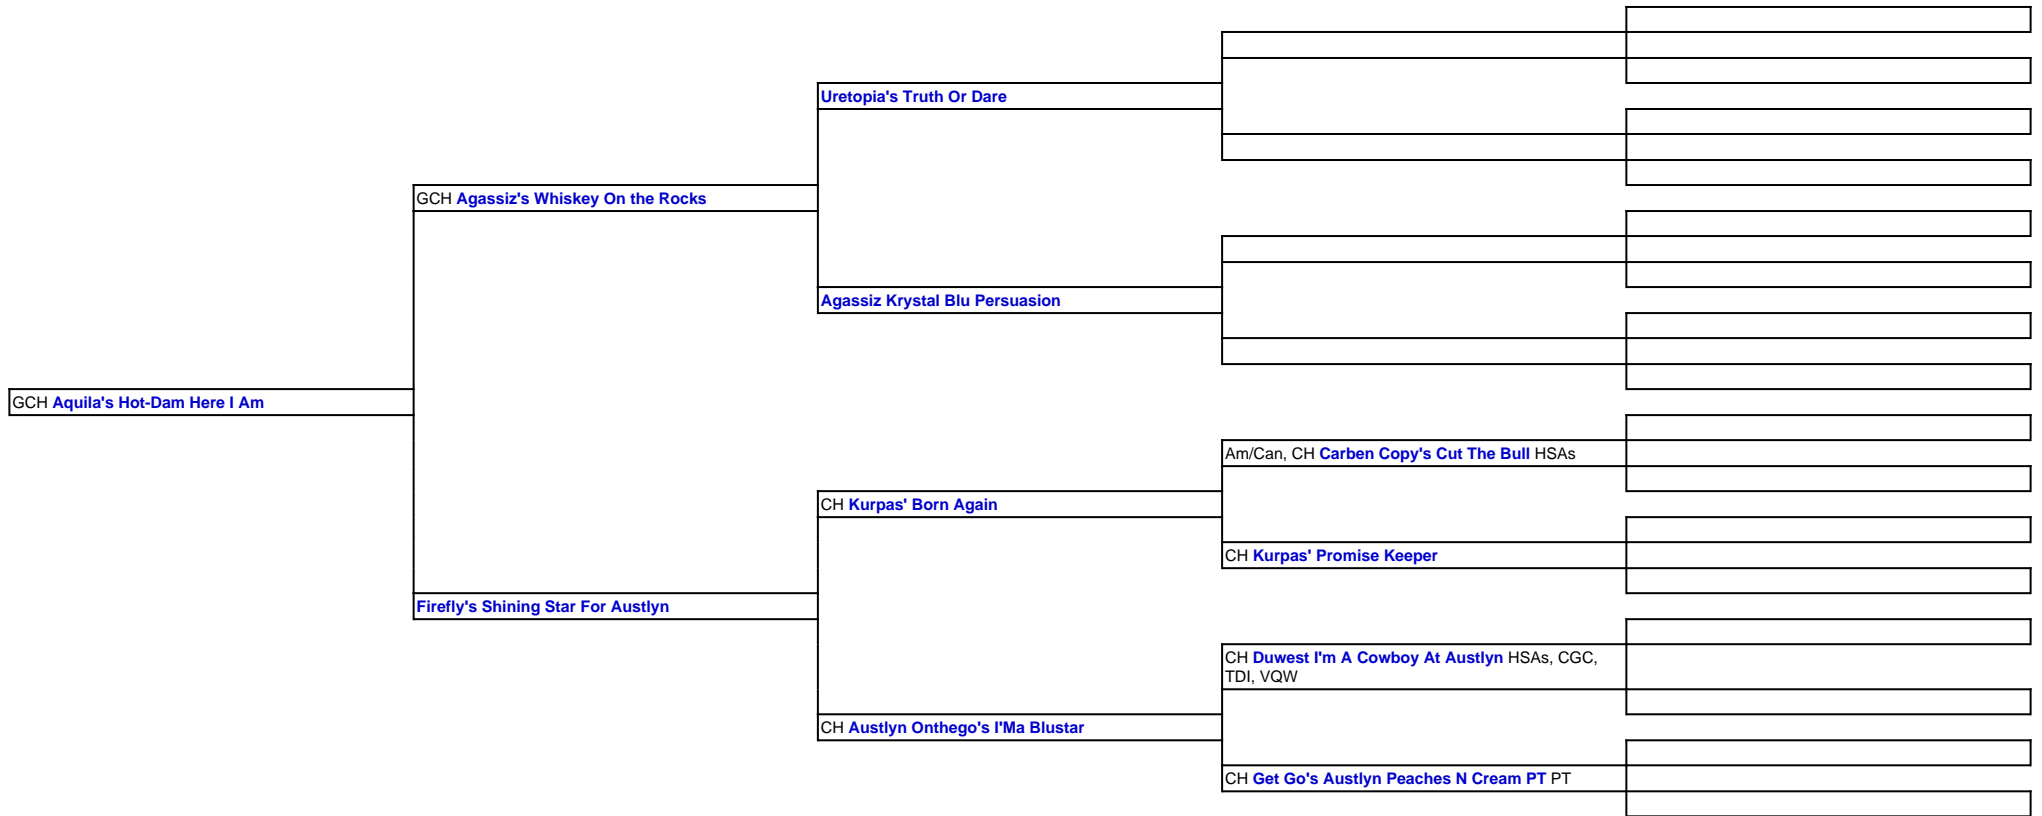 Uretopia's Truth Or Dare
GCH Agassiz's Whiskey On the Rocks
Agassiz Krystal Blu Persuasion
GCH Aquila's Hot-Dam Here I Am
Am/Can, CH Carben Copy's Cut The Bull HSAs
CH Kurpas' Born Again
CH Kurpas' Promise Keeper
Firefly's Shining Star For Austlyn
CH Duwest I'm A Cowboy At Austlyn HSAs, CGC,
TDI, VQW
CH Austlyn Onthego's I'Ma Blustar
CH Get Go's Austlyn Peaches N Cream PT PT